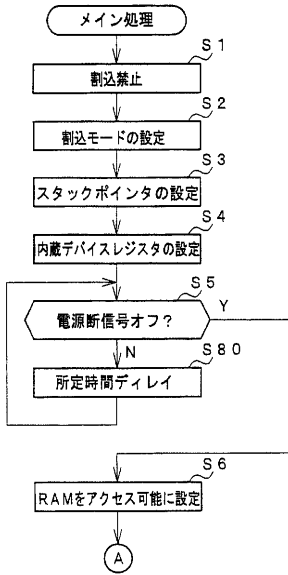 メイン処理
S1
割込禁止
S2
割込モードの設定
S3
スタックポインタの設定
S4
内蔵デバイスレジスタの設定
S5
電源断信号オフ？
Y
N
S80
所定時間ディレイ
S6
RAMをアクセス可能に設定
A